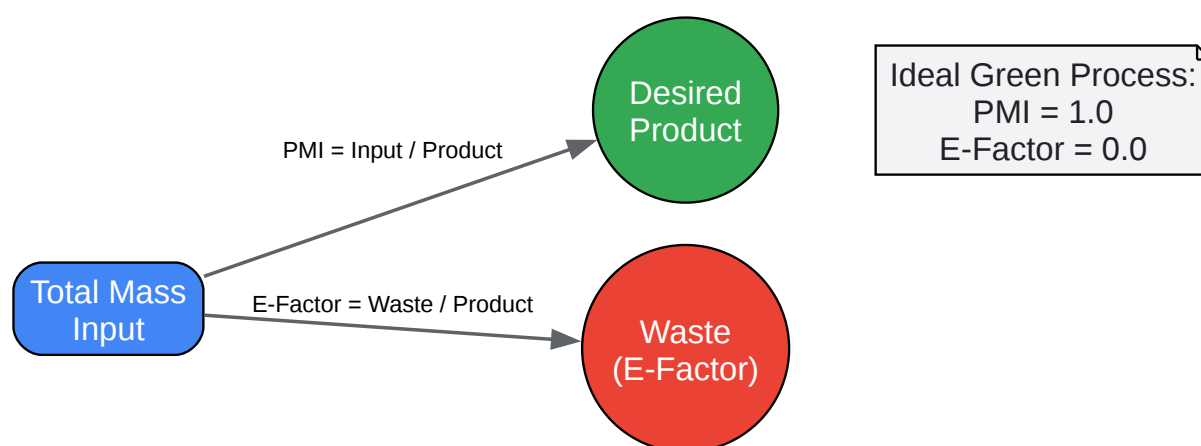 Desired
Product
Ideal Green Process:
PMI = 1.0
E-Factor = 0.0
PMI = Input / Product
Total Mass
Input
E-Factor = Waste / Product
Waste
(E-Factor)